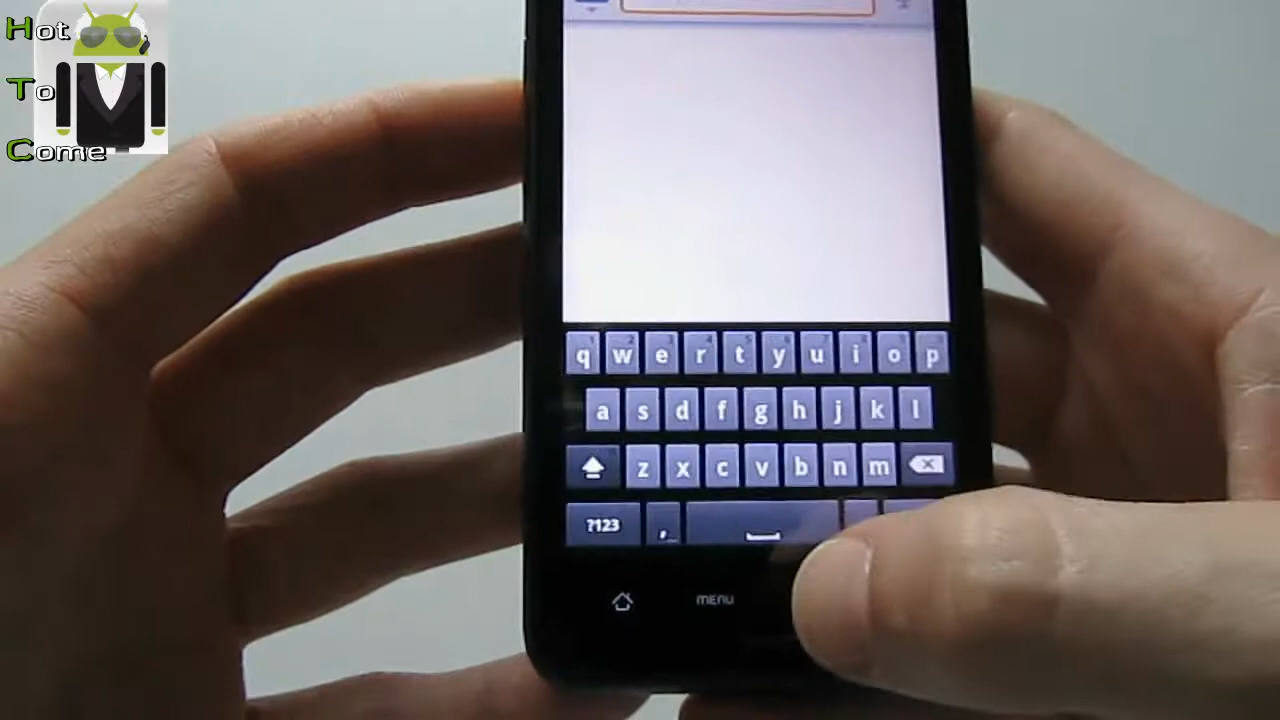 Hot
To
Come
q w e r t y u i o p
a s d f g h j k l
z x c v b n m
?123 ,
MENU